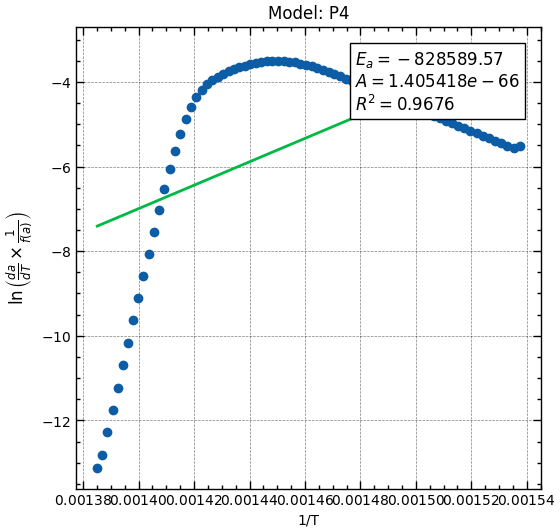 Model: P4
E_a = −828589.57
A = 1.405418e − 66
R² = 0.9676
ln(da/dT × 1/f(a))
−4
−6
−8
−10
−12
0.00138 0.00140 0.00142 0.00144 0.00146 0.00148 0.00150 0.00152 0.00154
1/T